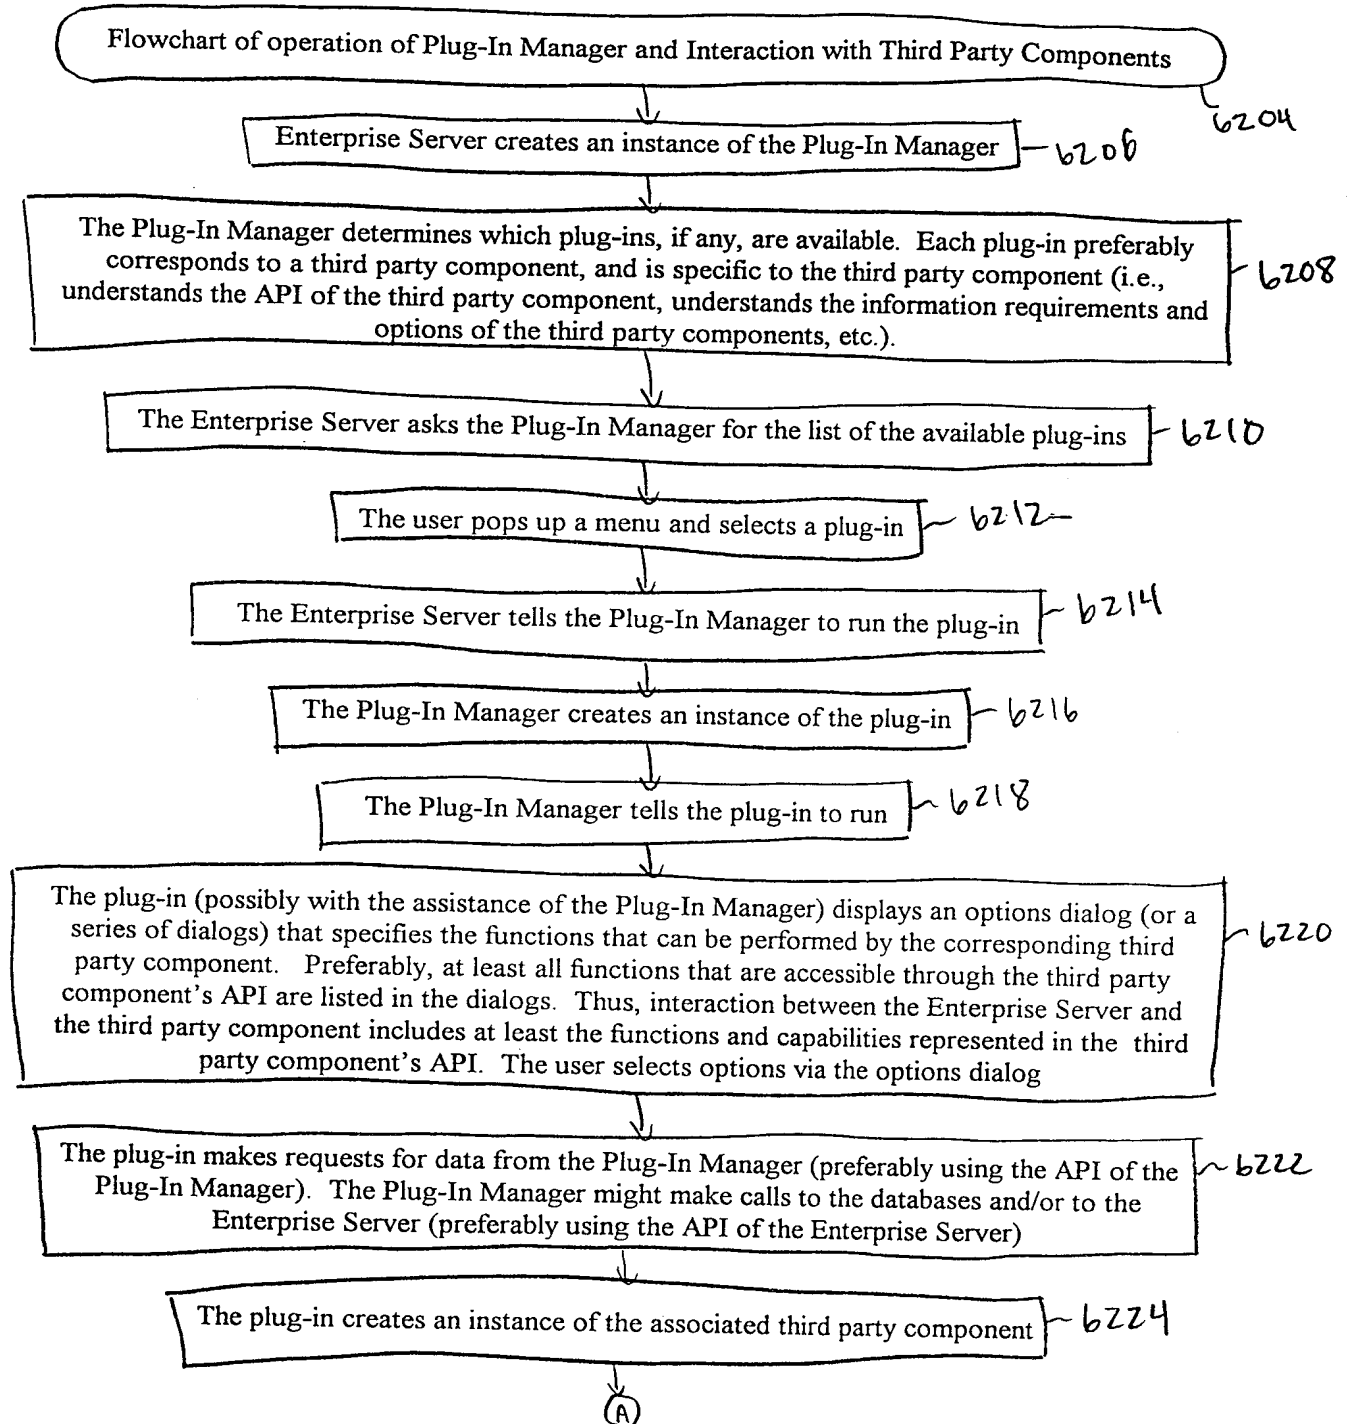 Flowchart of operation of Plug-In Manager and Interaction with Third Party Components
6204
Enterprise Server creates an instance of the Plug-In Manager
6206
The Plug-In Manager determines which plug-ins, if any, are available. Each plug-in preferably
corresponds to a third party component, and is specific to the third party component (i.e.,
understands the API of the third party component, understands the information requirements and
options of the third party components, etc.).
6208
The Enterprise Server asks the Plug-In Manager for the list of the available plug-ins
6210
The user pops up a menu and selects a plug-in
6212
The Enterprise Server tells the Plug-In Manager to run the plug-in
6214
The Plug-In Manager creates an instance of the plug-in
6216
The Plug-In Manager tells the plug-in to run
6218
The plug-in (possibly with the assistance of the Plug-In Manager) displays an options dialog (or a
series of dialogs) that specifies the functions that can be performed by the corresponding third
party component. Preferably, at least all functions that are accessible through the third party
component's API are listed in the dialogs. Thus, interaction between the Enterprise Server and
the third party component includes at least the functions and capabilities represented in the third
party component's API. The user selects options via the options dialog
6220
The plug-in makes requests for data from the Plug-In Manager (preferably using the API of the
Plug-In Manager). The Plug-In Manager might make calls to the databases and/or to the
Enterprise Server (preferably using the API of the Enterprise Server)
6222
The plug-in creates an instance of the associated third party component
6224
A